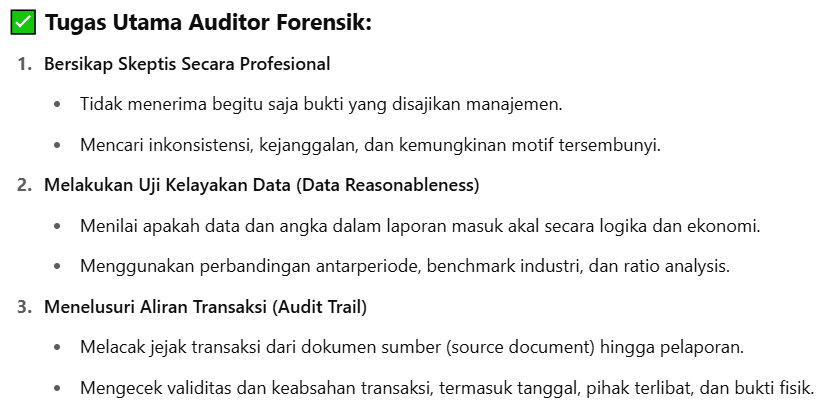 ✅ Tugas Utama Auditor Forensik:
1. Bersikap Skeptis Secara Profesional
• Tidak menerima begitu saja bukti yang disajikan manajemen.
• Mencari inkonsistensi, kejanggalan, dan kemungkinan motif tersembunyi.
2. Melakukan Uji Kelayakan Data (Data Reasonableness)
• Menilai apakah data dan angka dalam laporan masuk akal secara logika dan ekonomi.
• Menggunakan perbandingan antarperiode, benchmark industri, dan ratio analysis.
3. Menelusuri Aliran Transaksi (Audit Trail)
• Melacak jejak transaksi dari dokumen sumber (source document) hingga pelaporan.
• Mengecek validitas dan keabsahan transaksi, termasuk tanggal, pihak terlibat, dan bukti fisik.